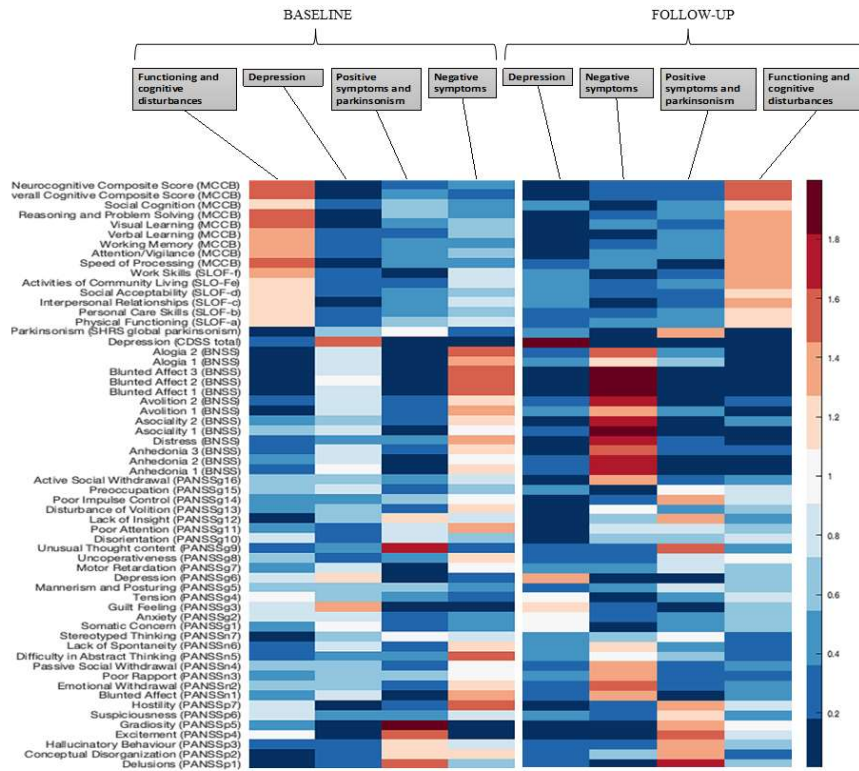 BASELINE
FOLLOW-UP
Functioning and
cognitive
disturbances
Depression
Positive
symptoms and
parkinsonism
Negative
symptoms
Depression
Negative
symptoms
Positive
symptoms and
parkinsonism
Functioning and
cognitive
disturbances
Neurocognitive Composite Score (MCCB)
verall Cognitive Composite Score (MCCB)
Social Cognition (MCCB)
Reasoning and Problem Solving (MCCB)
Visual Learning (MCCB)
Verbal Learning (MCCB)
Working Memory (MCCB)
Attention/Vigilance (MCCB)
Speed of Processing (MCCB)
Work Skills (SLOF-f)
Activities of Community Living (SLO-Fe)
Social Acceptability (SLOF-d)
Interpersonal Relationships (SLOF-c)
Personal Care Skills (SLOF-b)
Physical Functioning (SLOF-a)
Parkinsonism (SHRS global parkinsonism)
Depression (CDSS total)
Alogia 2 (BNSS)
Alogia 1 (BNSS)
Blunted Affect 3 (BNSS)
Blunted Affect 2 (BNSS)
Blunted Affect 1 (BNSS)
Avolition 2 (BNSS)
Avolition 1 (BNSS)
Asociality 2 (BNSS)
Asociality 1 (BNSS)
Distress (BNSS)
Anhedonia 3 (BNSS)
Anhedonia 2 (BNSS)
Anhedonia 1 (BNSS)
Active Social Withdrawal (PANSSg16)
Preoccupation (PANSSg15)
Poor Impulse Control (PANSSg14)
Disturbance of Volition (PANSSg13)
Lack of Insight (PANSSg12)
Poor Attention (PANSSg11)
Disorientation (PANSSg10)
Unusual Thought content (PANSSg9)
Uncoperativeness (PANSSg8)
Motor Retardation (PANSSg7)
Depression (PANSSg6)
Mannerism and Posturing (PANSSg5)
Tension (PANSSg4)
Guilt Feeling (PANSSg3)
Anxiety (PANSSg2)
Somatic Concern (PANSSg1)
Stereotyped Thinking (PANSSn7)
Lack of Spontaneity (PANSSn6)
Difficulty in Abstract Thinking (PANSSn5)
Passive Social Withdrawal (PANSSn4)
Poor Rapport (PANSSn3)
Emotional Withdrawal (PANSSn2)
Blunted Affect (PANSSn1)
Hostility (PANSSp7)
Suspiciousness (PANSSp6)
Gradiosity (PANSSp5)
Excitement (PANSSp4)
Hallucinatory Behaviour (PANSSp3)
Conceptual Disorganization (PANSSp2)
Delusions (PANSSp1)
1.8
1.6
1.4
1.2
1
0.8
0.6
0.4
0.2